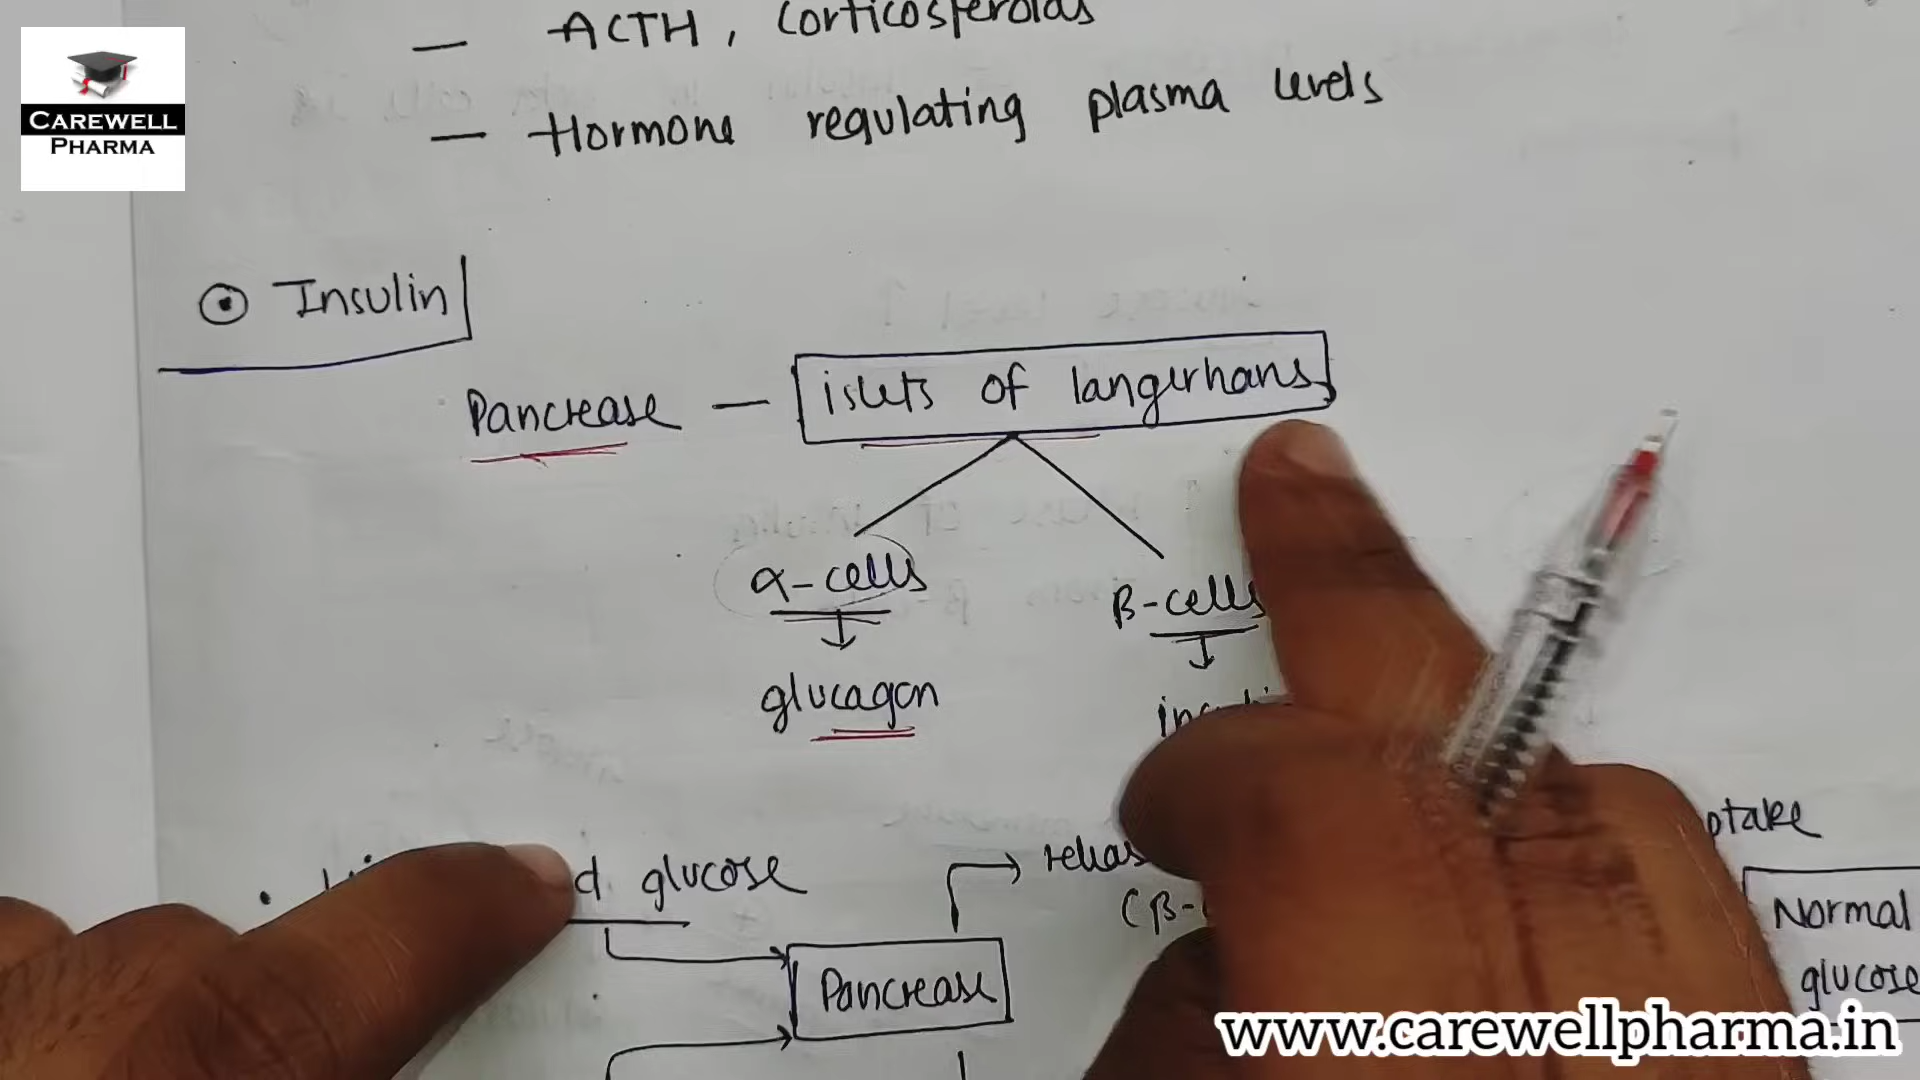 CAREWELL
PHARMA
— ACTH, Corticosteroids
— Hormone regulating plasma levels
Insulin
Pancrease — islets of langerhans
α-cells β-cells
glucagon
d glucose
(β-
Pancrease
Normal
glucose
www.carewellpharma.in